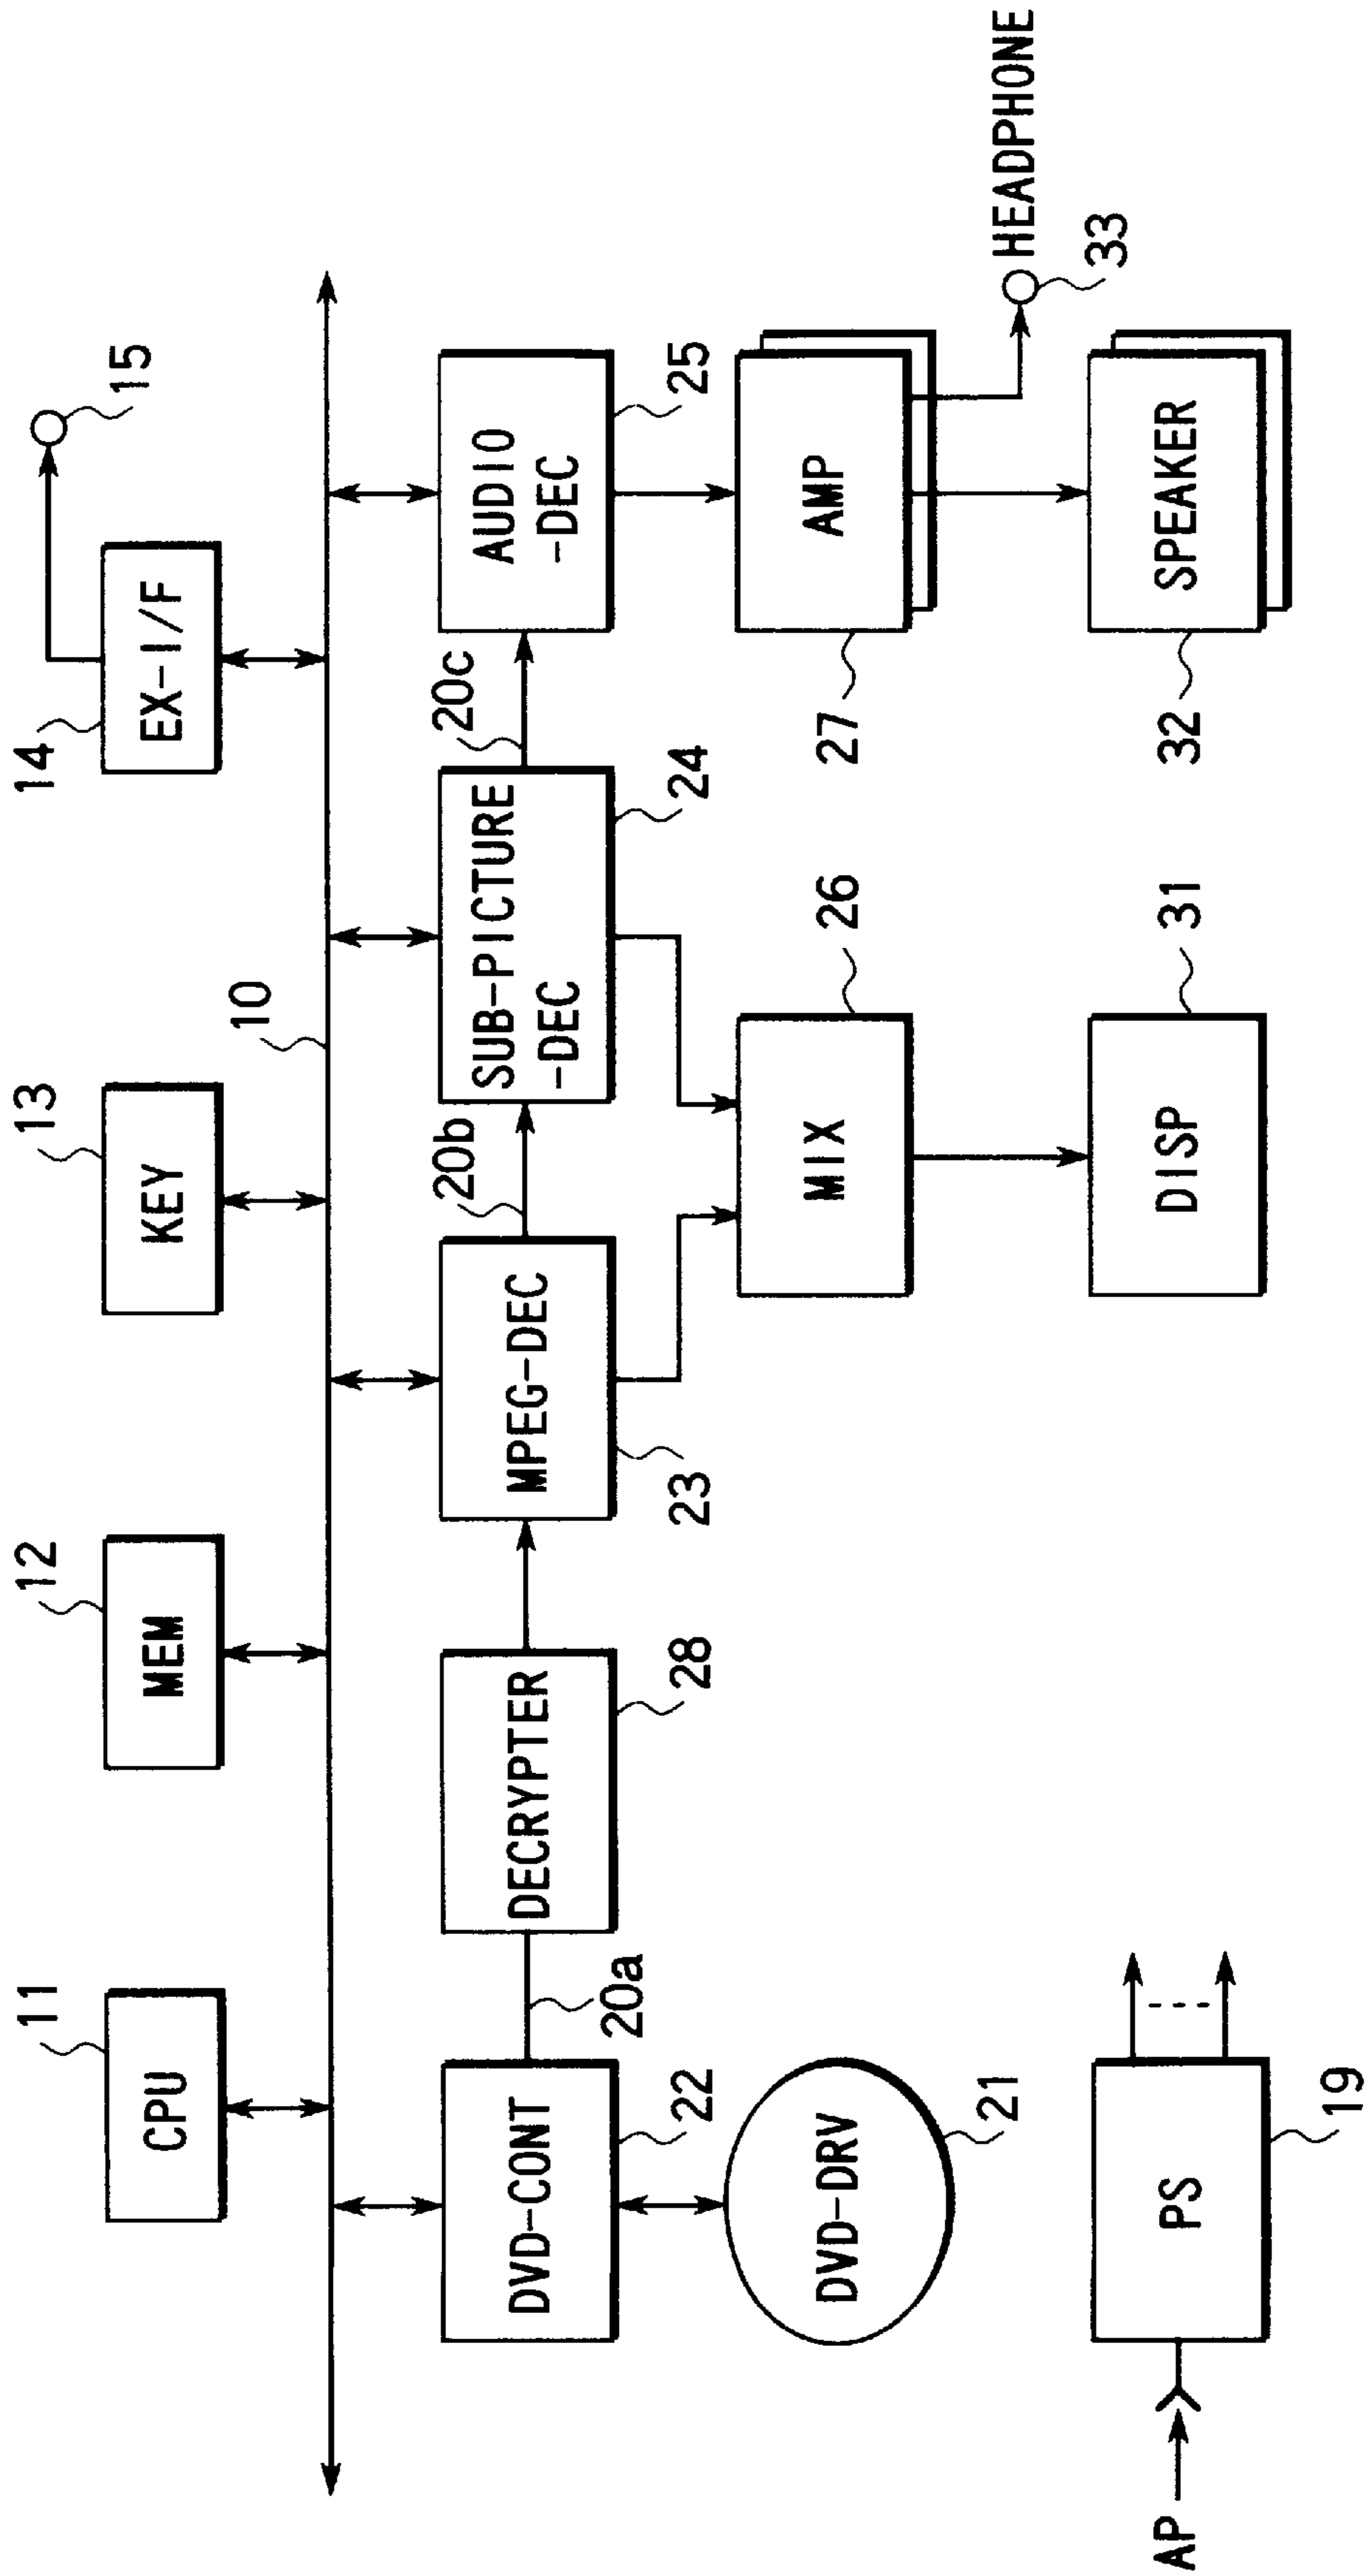 11
12
13
14
15
CPU
MEM
KEY
EX-I/F
10
DVD-CONT
20a
DECRYPTER
MPEG-DEC
20b
SUB-PICTURE
-DEC
20c
AUDIO
-DEC
22
28
23
24
25
DVD-DRV
21
MIX
26
AMP
27
HEADPHONE
33
AP
PS
19
DISP
31
SPEAKER
32